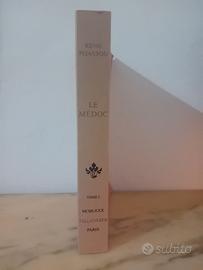 RENÉ
PIJASSOU
LE
MÉDOC
TOME I
MCMLXXX
TALLANDIER
PARIS
subito